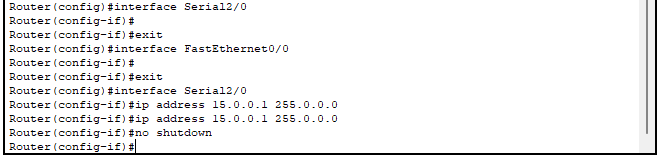 Router(config)#interface Serial2/0
Router(config-if)#
Router(config-if)#exit
Router(config)#interface FastEthernet0/0
Router(config-if)#
Router(config-if)#exit
Router(config)#interface Serial2/0
Router(config-if)#ip address 15.0.0.1 255.0.0.0
Router(config-if)#ip address 15.0.0.1 255.0.0.0
Router(config-if)#no shutdown
Router(config-if)#